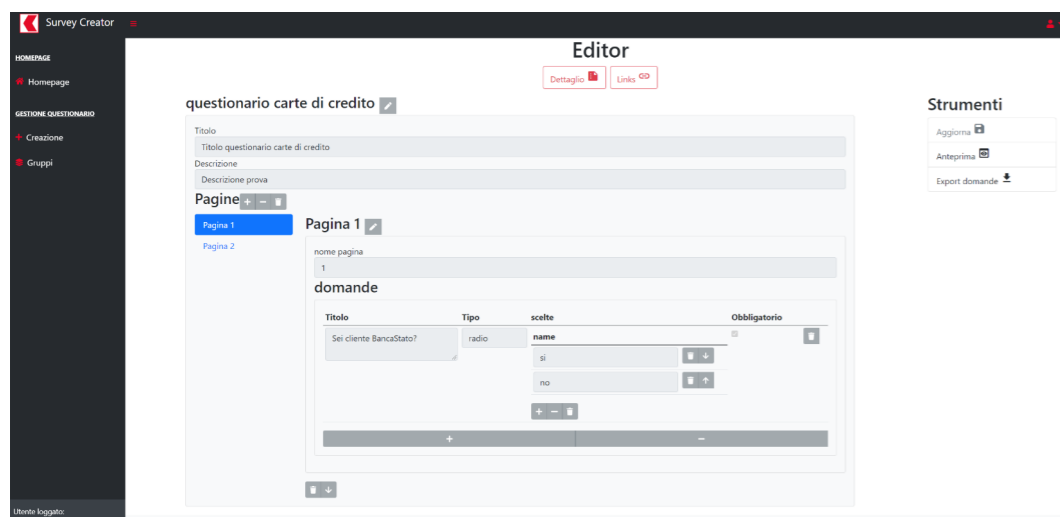 Survey Creator
Editor
HOMEPAGE
Homepage
Dettaglio Links
GESTIONE QUESTIONARIO
Creazione
Gruppi
questionario carte di credito
Titolo
Titolo questionario carte di credito
Descrizione
Descrizione prova
Pagine
Pagina 1
Pagina 2
Pagina 1
nome pagina
1
domande
Titolo Tipo scelte Obbligatorio
Sei cliente BancaStato? radio name
si
no
Strumenti
Aggiorna
Anteprima
Export domande
Utente loggato: